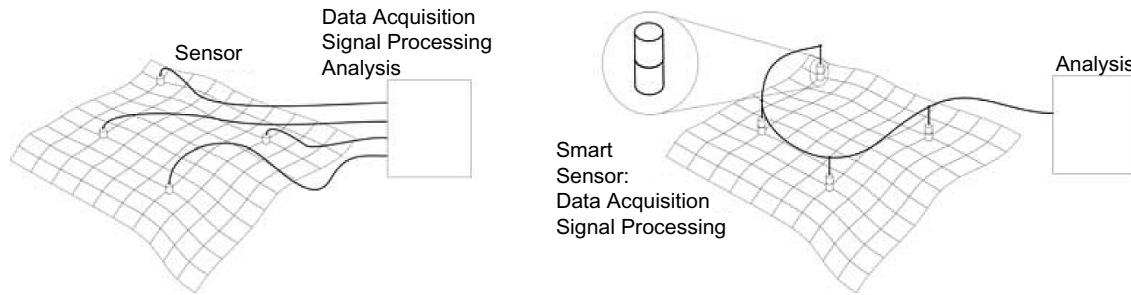 Sensor
Data Acquisition
Signal Processing
Analysis
Smart
Sensor:
Data Acquisition
Signal Processing
Analysis